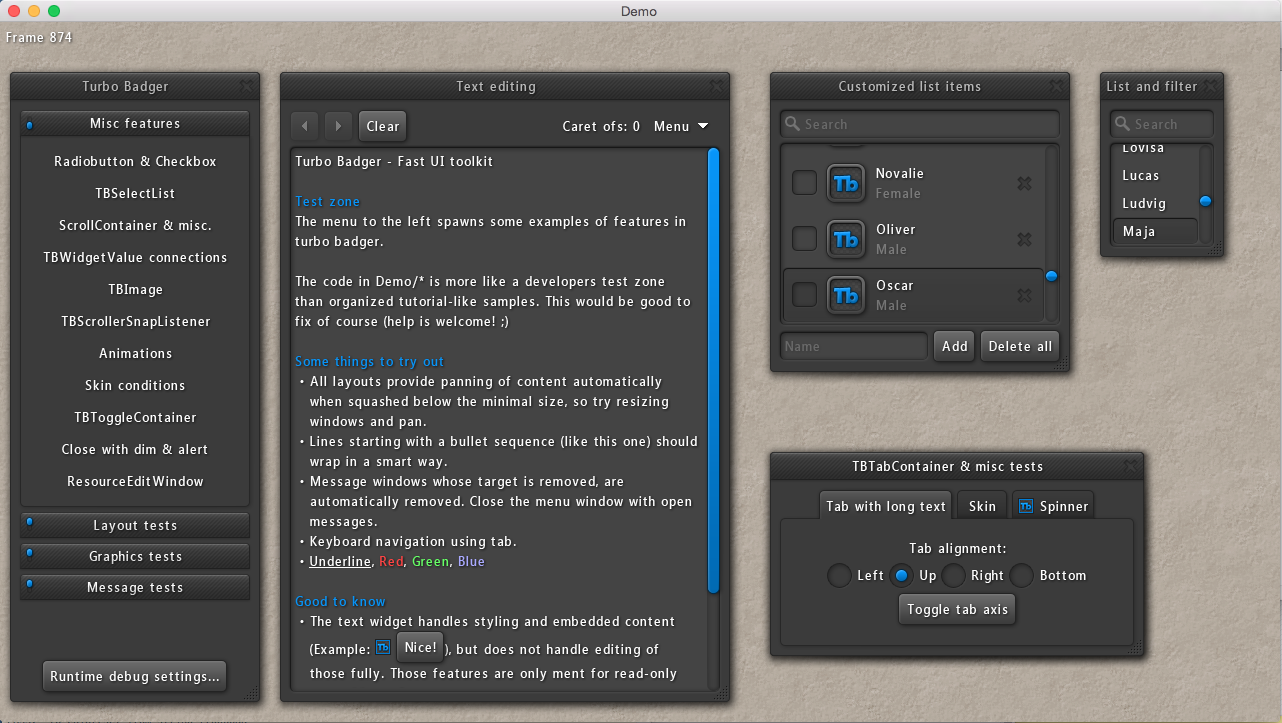 Demo
Frame 874
Turbo Badger
Misc features
Radiobutton & Checkbox
TBSelectList
ScrollContainer & misc.
TBWidgetValue connections
TBImage
TBScrollerSnapListener
Animations
Skin conditions
TBToggleContainer
Close with dim & alert
ResourceEditWindow
Layout tests
Graphics tests
Message tests
Runtime debug settings...
Text editing
Clear
Caret ofs: 0 Menu
Turbo Badger - Fast UI toolkit
Test zone
The menu to the left spawns some examples of features in
turbo badger.
The code in Demo/* is more like a developers test zone
than organized tutorial-like samples. This would be good to
fix of course (help is welcome! ;)
Some things to try out
• All layouts provide panning of content automatically
when squashed below the minimal size, so try resizing
windows and pan.
• Lines starting with a bullet sequence (like this one) should
wrap in a smart way.
• Message windows whose target is removed, are
automatically removed. Close the menu window with open
messages.
• Keyboard navigation using tab.
• Underline, Red, Green, Blue
Good to know
• The text widget handles styling and embedded content
(Example: Tb Nice! ), but does not handle editing of
those fully. Those features are only ment for read-only
Customized list items
Search
Tb Novalie
Female
Tb Oliver
Male
Tb Oscar
Male
Name Add Delete all
List and filter
Search
Lovisa
Lucas
Ludvig
Maja
TBTabContainer & misc tests
Tab with long text Skin Tb Spinner
Tab alignment:
Left Up Right Bottom
Toggle tab axis